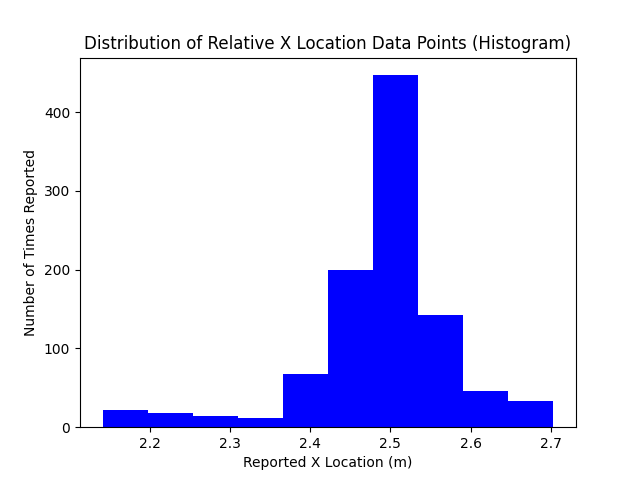 Distribution of Relative X Location Data Points (Histogram)
Number of Times Reported
400
300
200
100
0
2.2 2.3 2.4 2.5 2.6 2.7
Reported X Location (m)